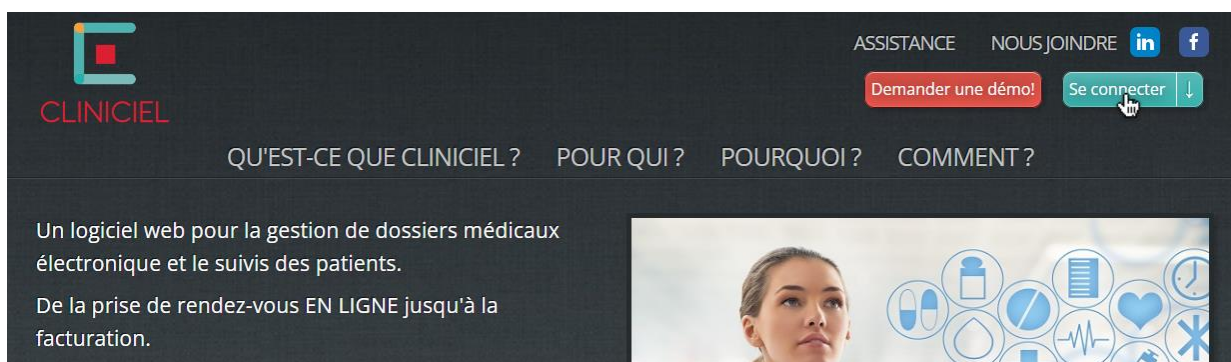 ASSISTANCE NOUS JOINDRE in f
Demander une démo! Se connecter ↓
CLINICIEL
QU'EST-CE QUE CLINICIEL ? POUR QUI ? POURQUOI ? COMMENT ?
Un logiciel web pour la gestion de dossiers médicaux
électronique et le suivis des patients.
De la prise de rendez-vous EN LIGNE jusqu'à la
facturation.